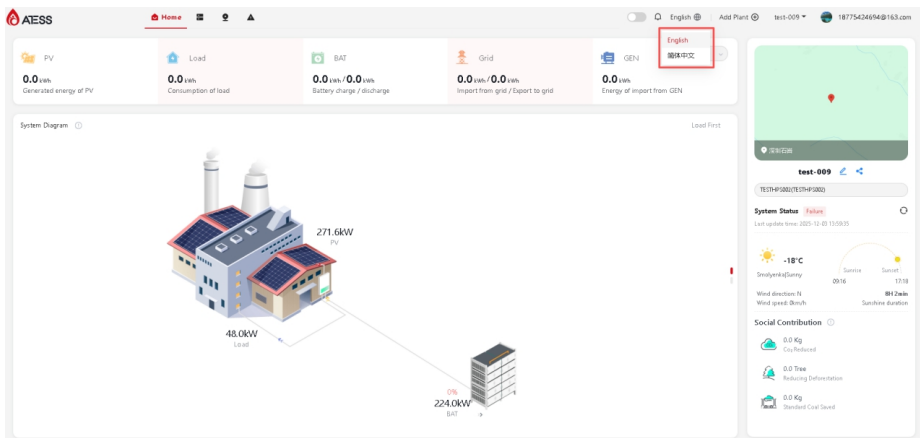 ATESS
Home
English
Add Plant
test-009
18775424694@163.com
English
简体中文
PV
0.0 kWh
Generated energy of PV
Load
0.0 kWh
Consumption of load
BAT
0.0 kWh / 0.0 kWh
Battery charge / discharge
Grid
0.0 kWh / 0.0 kWh
Import from grid / Export to grid
GEN
0.0 kWh
Energy of import from GEN
System Diagram
Load First
271.6kW
PV
48.0kW
Load
0%
224.0kW
BAT
test-009
TESTHPS002(TESTHPS002)
System Status
Failure
Last update time: 2025-12-03 13:59:35
-18°C
Smolyenka|Sunny
Sunrise
Sunset
09:16
17:18
Wind direction: N
8H 2min
Wind speed: 0km/h
Sunshine duration
Social Contribution
0.0 Kg
Co₂ Reduced
0.0 Tree
Reducing Deforestation
0.0 Kg
Standard Coal Saved